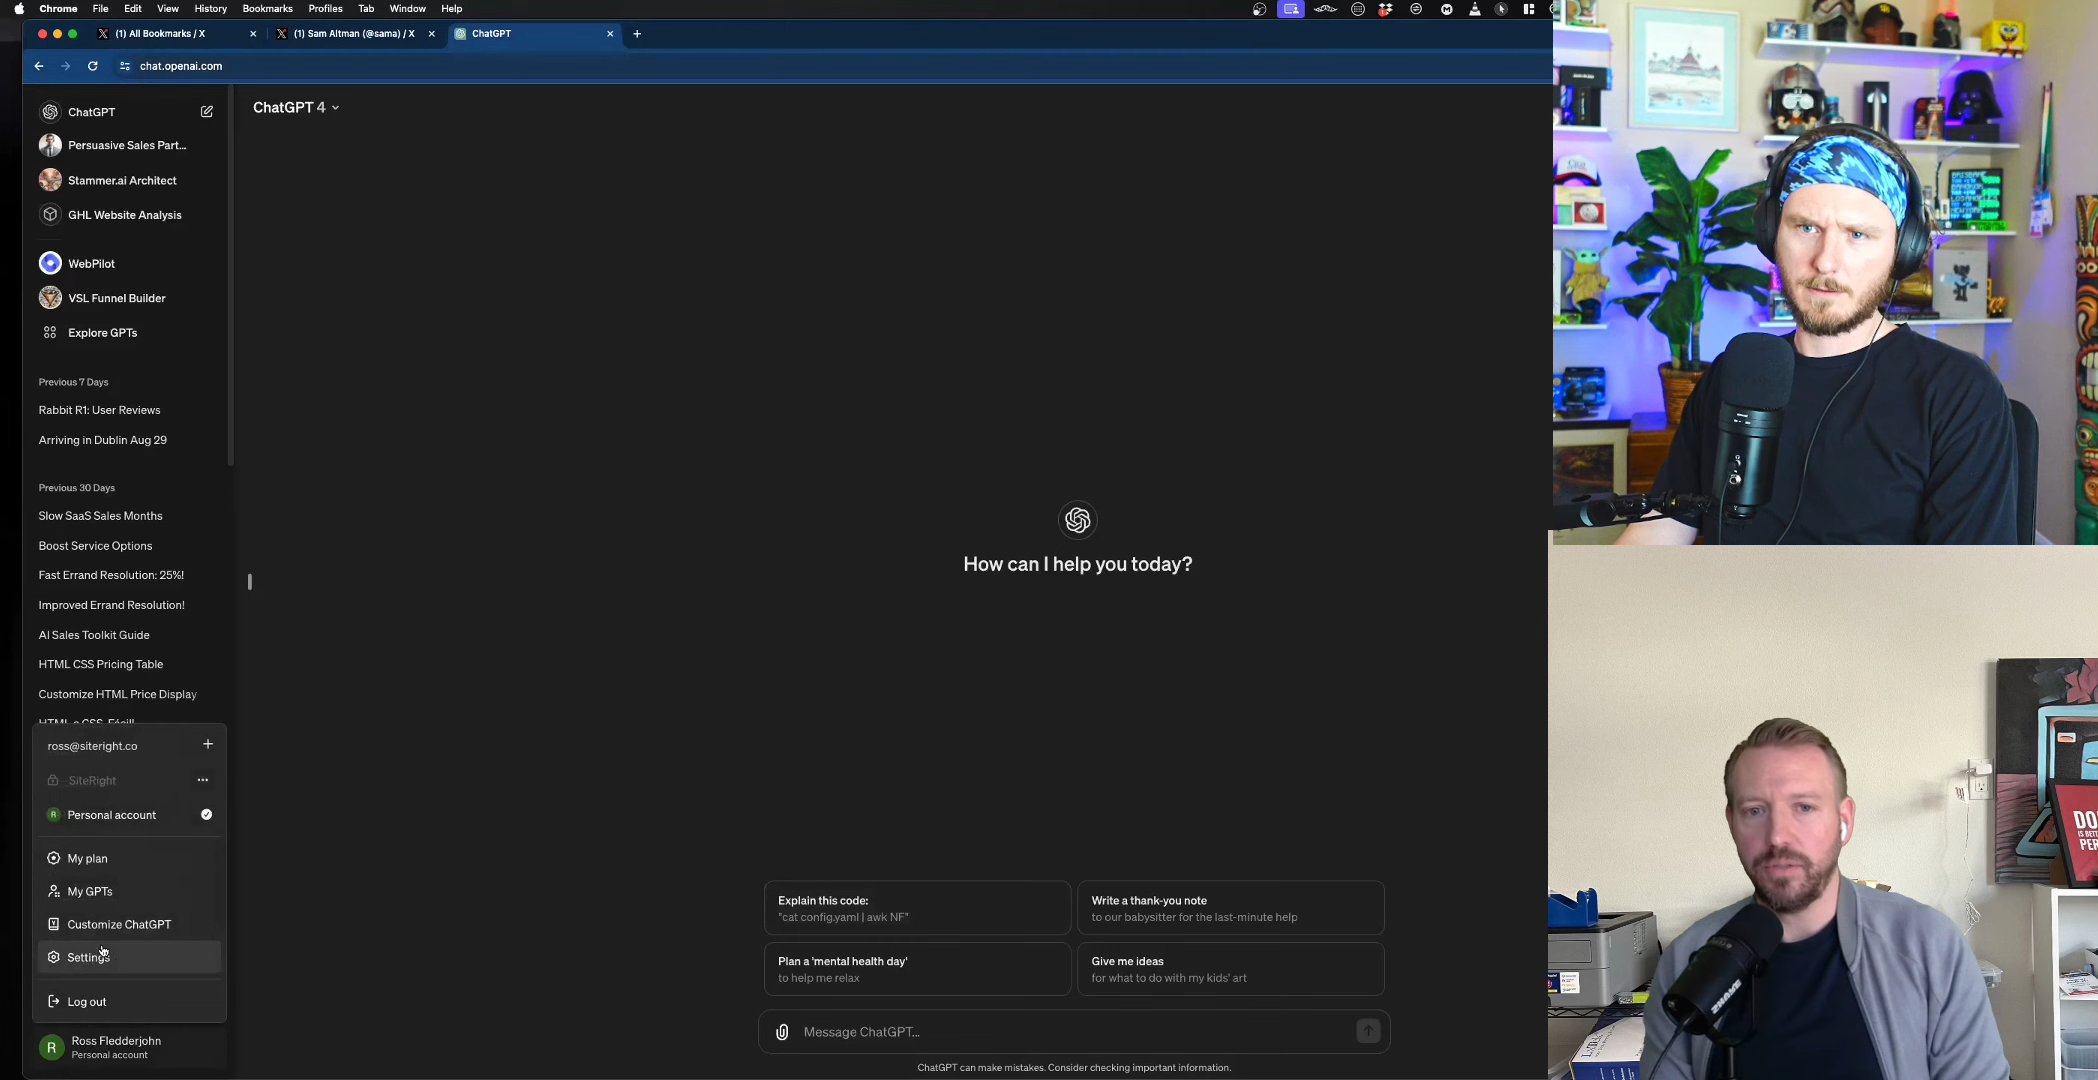 Chrome File Edit View History Bookmarks Profiles Tab Window Help
(1) All Bookmarks / X
(1) Sam Altman (@sama) / X
ChatGPT
chat.openai.com
ChatGPT
ChatGPT 4
Persuasive Sales Part...
Stammer.ai Architect
GHL Website Analysis
WebPilot
VSL Funnel Builder
Explore GPTs
Previous 7 Days
Rabbit R1: User Reviews
Arriving in Dublin Aug 29
Previous 30 Days
Slow SaaS Sales Months
Boost Service Options
Fast Errand Resolution: 25%!
Improved Errand Resolution!
AI Sales Toolkit Guide
HTML CSS Pricing Table
Customize HTML Price Display
ross@siteright.co
SiteRight
R Personal account
My plan
My GPTs
Customize ChatGPT
Settings
Log out
R
Ross Fledderjohn
Personal account
How can I help you today?
Explain this code:
"cat config.yaml | awk NF"
Write a thank-you note
to our babysitter for the last-minute help
Plan a 'mental health day'
to help me relax
Give me ideas
for what to do with my kids' art
Message ChatGPT...
ChatGPT can make mistakes. Consider checking important information.
BRISBANE
BANGKOK
LOS ANGELES
NEW YORK